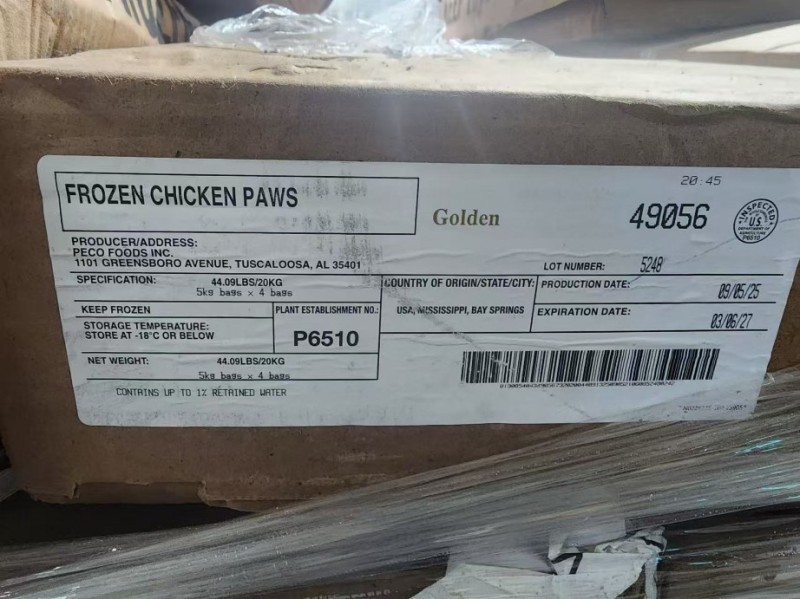 20:45
FROZEN CHICKEN PAWS
Golden
49056
INSPECTED
U.S.
DEPARTMENT OF
AGRICULTURE
P6510
PRODUCER/ADDRESS:
PECO FOODS INC.
1101 GREENSBORO AVENUE, TUSCALOOSA, AL 35401
LOT NUMBER: 5248
SPECIFICATION: 44.09LBS/20KG
5kg bags x 4 bags
COUNTRY OF ORIGIN/STATE/CITY:
USA, MISSISSIPPI, BAY SPRINGS
PRODUCTION DATE: 09/05/25
EXPIRATION DATE: 03/06/27
KEEP FROZEN
STORAGE TEMPERATURE:
STORE AT -18°C OR BELOW
PLANT ESTABLISHMENT NO.:
P6510
NET WEIGHT: 44.09LBS/20KG
5kg bags x 4 bags
CONTAINS UP TO 1% RETAINED WATER